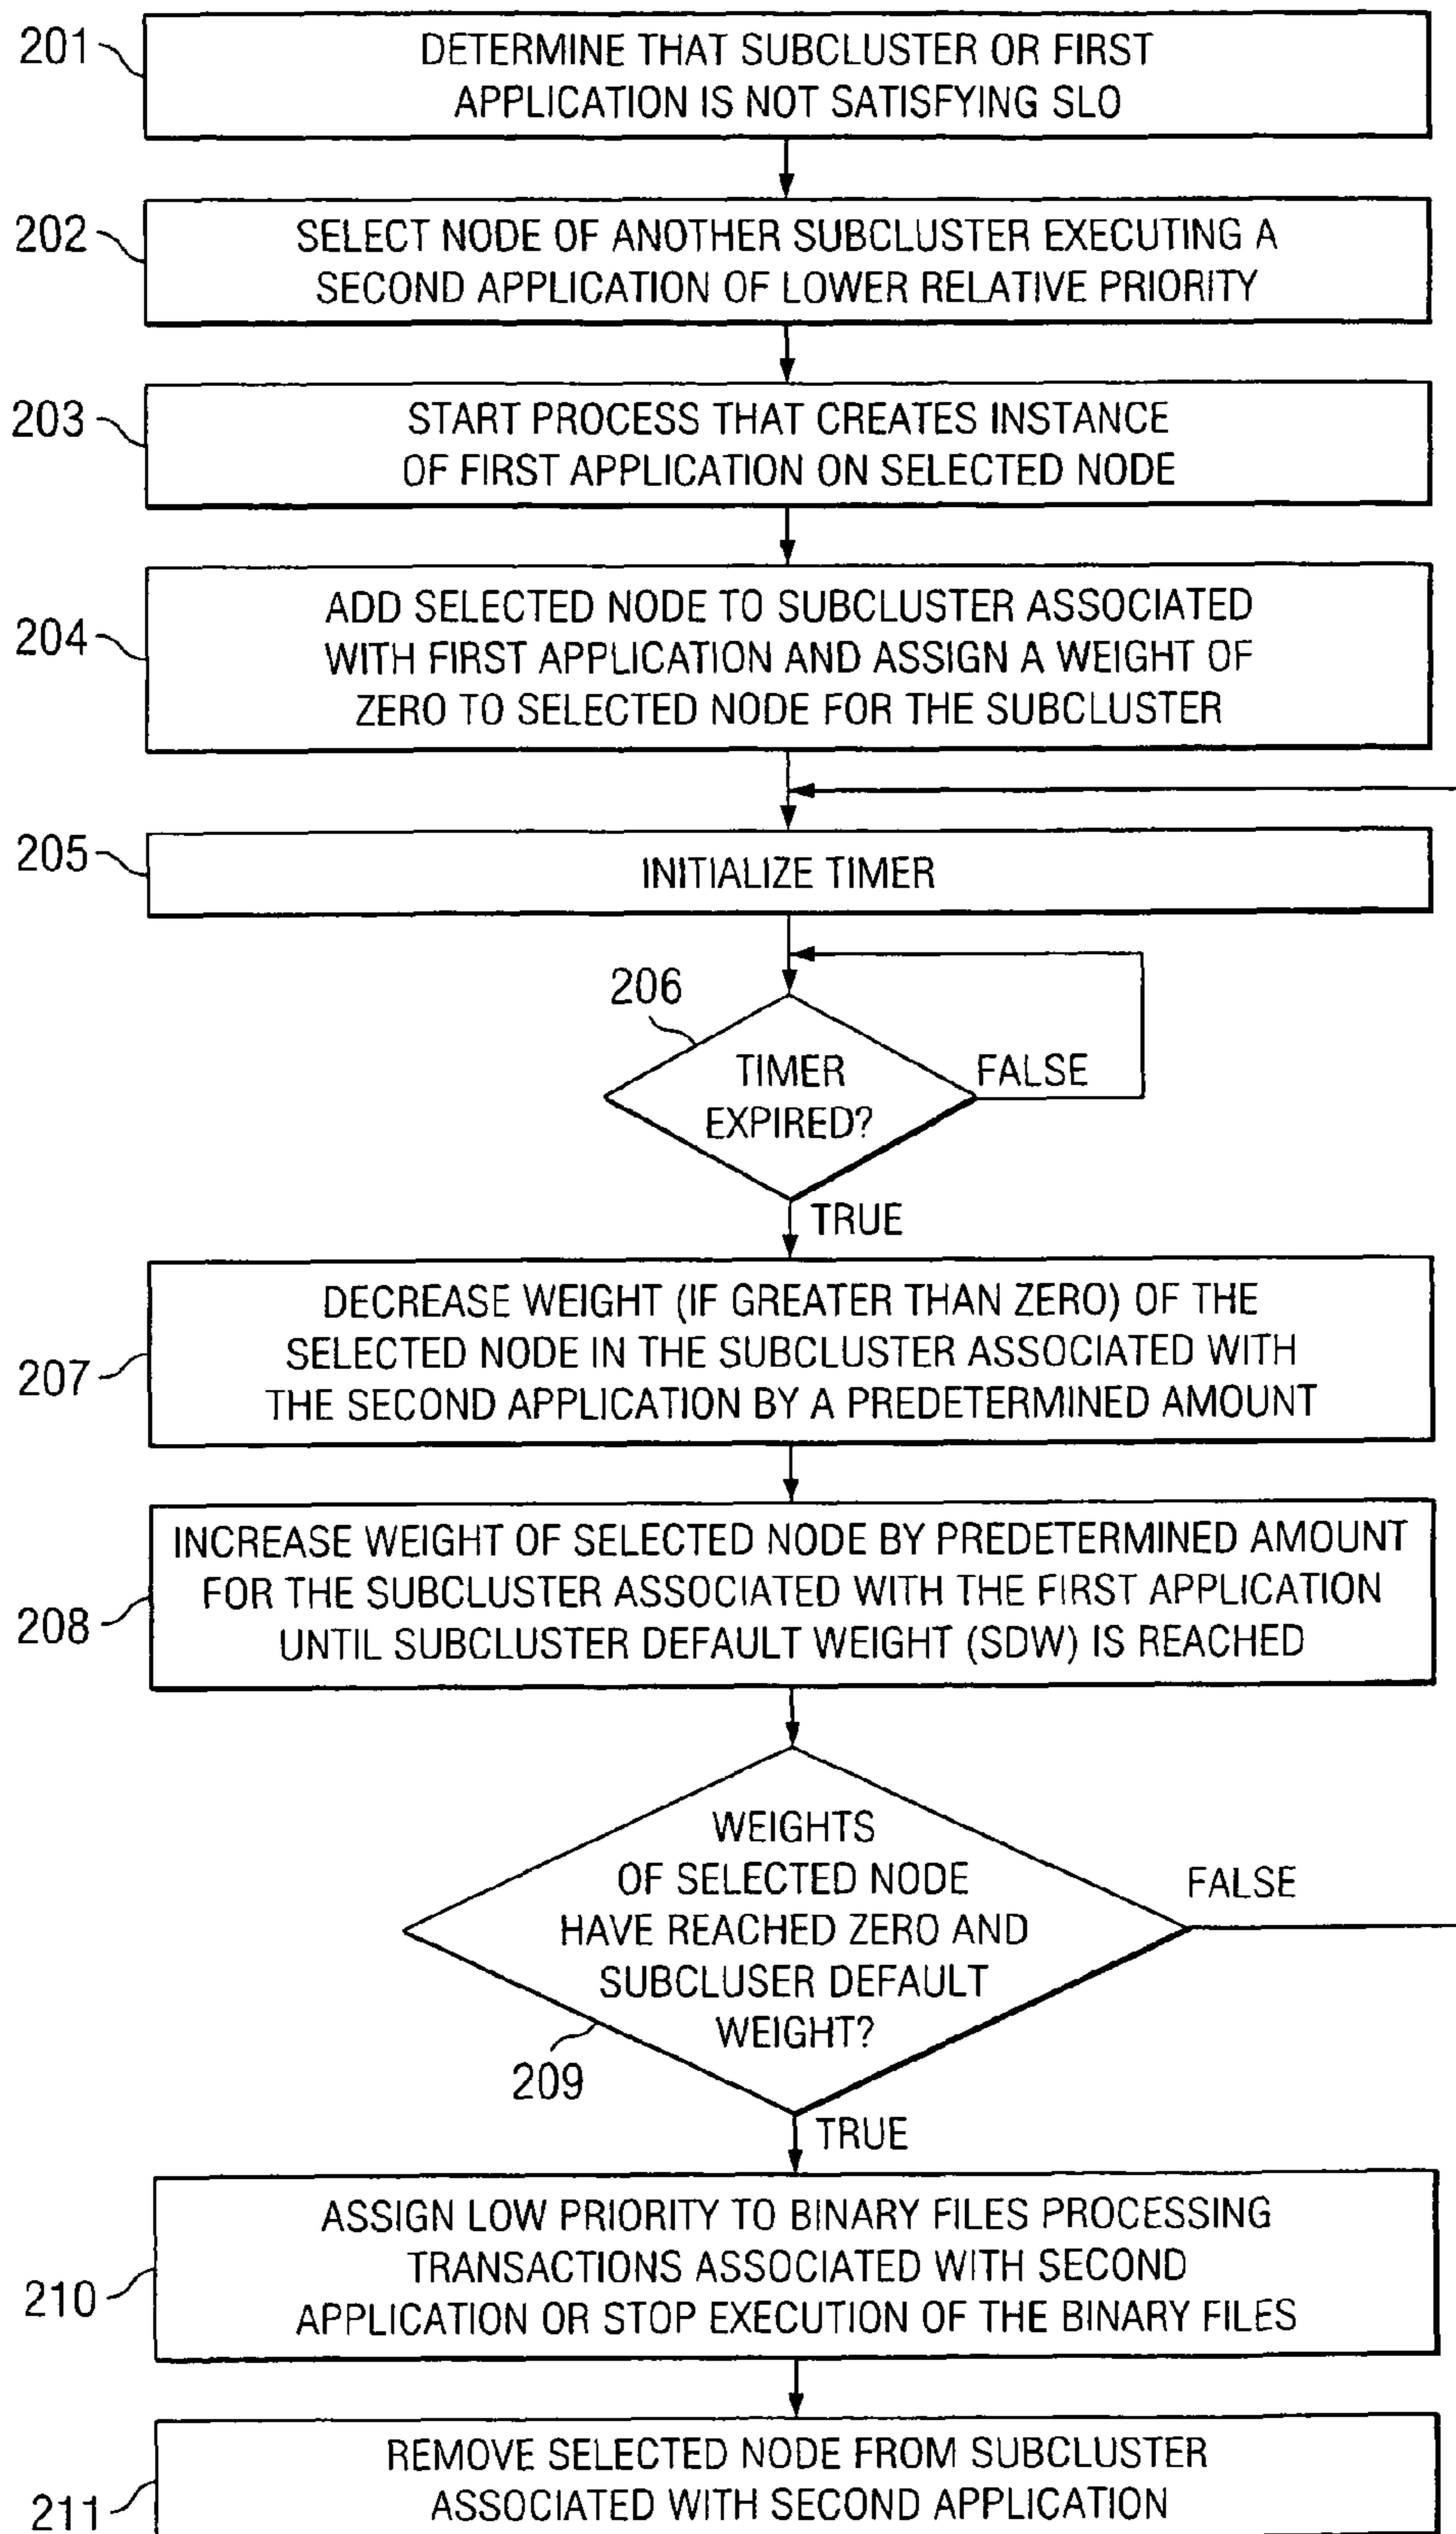 201
DETERMINE THAT SUBCLUSTER OR FIRST
APPLICATION IS NOT SATISFYING SLO
202
SELECT NODE OF ANOTHER SUBCLUSTER EXECUTING A
SECOND APPLICATION OF LOWER RELATIVE PRIORITY
203
START PROCESS THAT CREATES INSTANCE
OF FIRST APPLICATION ON SELECTED NODE
204
ADD SELECTED NODE TO SUBCLUSTER ASSOCIATED
WITH FIRST APPLICATION AND ASSIGN A WEIGHT OF
ZERO TO SELECTED NODE FOR THE SUBCLUSTER
205
INITIALIZE TIMER
206
TIMER
EXPIRED?
FALSE
TRUE
207
DECREASE WEIGHT (IF GREATER THAN ZERO) OF THE
SELECTED NODE IN THE SUBCLUSTER ASSOCIATED WITH
THE SECOND APPLICATION BY A PREDETERMINED AMOUNT
208
INCREASE WEIGHT OF SELECTED NODE BY PREDETERMINED AMOUNT
FOR THE SUBCLUSTER ASSOCIATED WITH THE FIRST APPLICATION
UNTIL SUBCLUSTER DEFAULT WEIGHT (SDW) IS REACHED
WEIGHTS
OF SELECTED NODE
HAVE REACHED ZERO AND
SUBCLUSER DEFAULT
WEIGHT?
FALSE
209
TRUE
210
ASSIGN LOW PRIORITY TO BINARY FILES PROCESSING
TRANSACTIONS ASSOCIATED WITH SECOND
APPLICATION OR STOP EXECUTION OF THE BINARY FILES
211
REMOVE SELECTED NODE FROM SUBCLUSTER
ASSOCIATED WITH SECOND APPLICATION